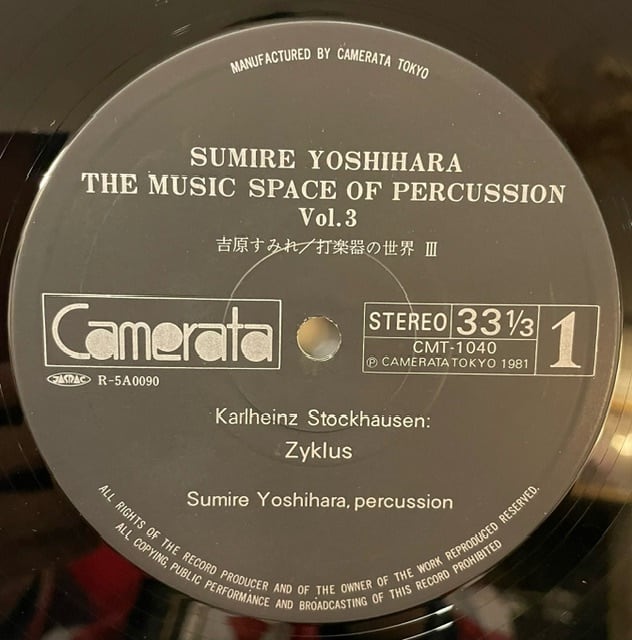 MANUFACTURED BY CAMERATA TOKYO
SUMIRE YOSHIHARA
THE MUSIC SPACE OF PERCUSSION
Vol.3
吉原すみれ/打楽器の世界 III
Camerata
STEREO 33 1/3 1
CMT-1040
Ⓟ CAMERATA TOKYO 1981
JASRAC R-5A0090
Karlheinz Stockhausen:
Zyklus
Sumire Yoshihara, percussion
ALL RIGHTS OF THE RECORD PRODUCER AND OF THE OWNER OF THE WORK REPRODUCED RESERVED.
ALL COPYING, PUBLIC PERFORMANCE AND BROADCASTING OF THIS RECORD PROHIBITED